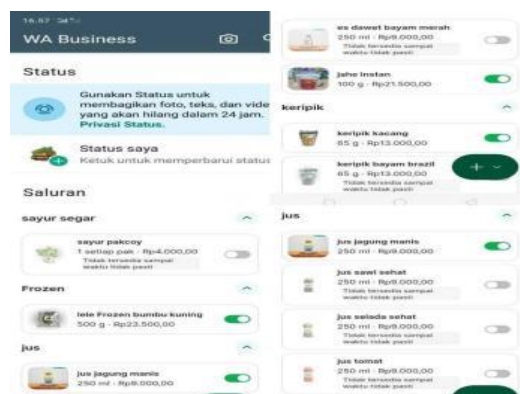 16.57
WA Business
Status
Gunakan Status untuk
membagikan foto, teks, dan vide
yang akan hilang dalam 24 jam.
Privasi Status.
Status saya
Ketuk untuk memperbarui status
Saluran
sayur segar
sayur pakcoy
1 setiap pak · Rp4.000,00
Tidak tersedia sampai
waktu tidak pasti
Frozen
lele Frozen bumbu kuning
500 g · Rp23.500,00
jus
jus jagung manis
250 ml · Rp9.000,00
es dawet bayam merah
250 ml · Rp8.000,00
Tidak tersedia sampai
waktu tidak pasti
jahe instan
100 g · Rp21.500,00
keripik
keripik kacang
65 g · Rp13.000,00
keripik bayam brazil
65 g · Rp13.000,00
Tidak tersedia sampai
waktu tidak pasti
jus
jus jagung manis
250 ml · Rp9.000,00
jus sawi sehat
250 ml · Rp9.000,00
Tidak tersedia sampai
waktu tidak pasti
jus selada sehat
250 ml · Rp9.000,00
Tidak tersedia sampai
waktu tidak pasti
jus tomat
250 ml · Rp9.000,00
Tidak tersedia sampai
waktu tidak pasti